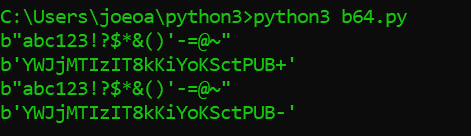 C:\Users\joeoa\python3>python3 b64.py
b"abc123!?$*&()'-=@~"
b'YWJjMTIzIT8kKiYoKSctPUB+'
b"abc123!?$*&()'-=@~"
b'YWJjMTIzIT8kKiYoKSctPUB-'